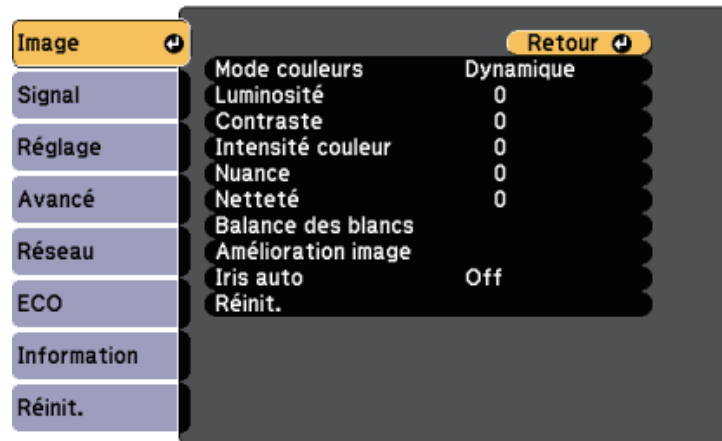 Image
Signal
Réglage
Avancé
Réseau
ECO
Information
Réinit.
Retour
Mode couleurs Dynamique
Luminosité 0
Contraste 0
Intensité couleur 0
Nuance 0
Netteté 0
Balance des blancs
Amélioration image
Iris auto Off
Réinit.